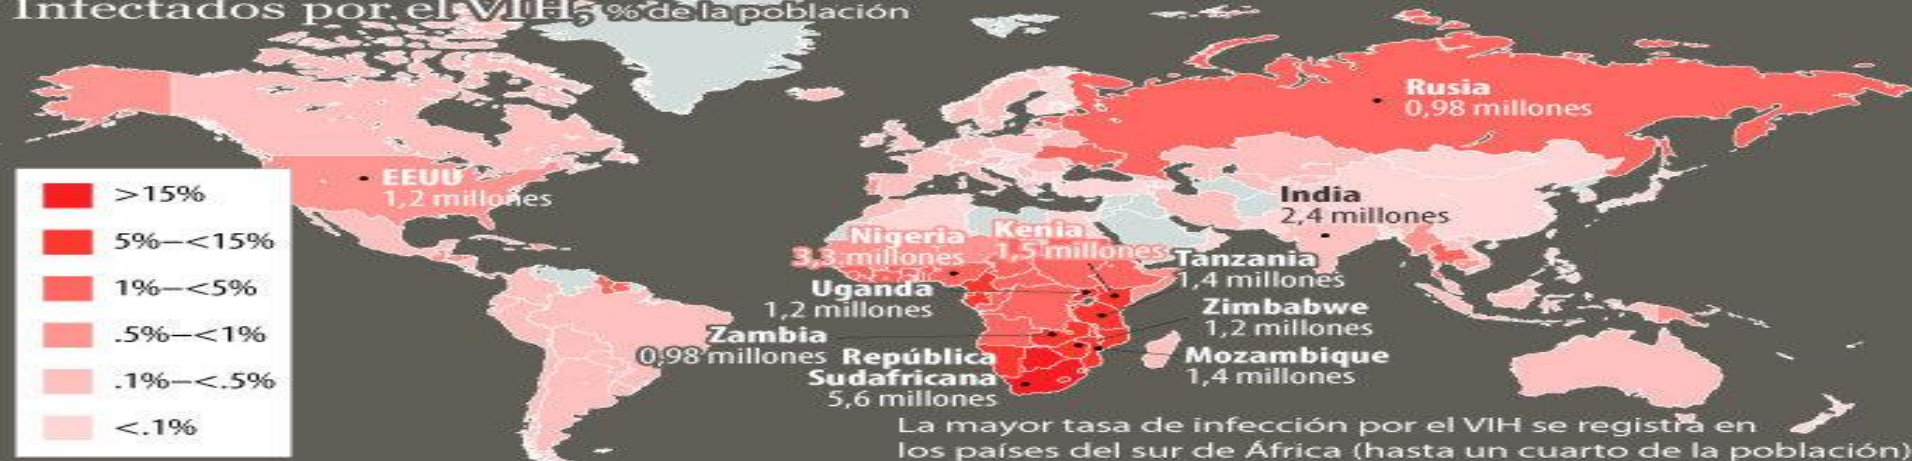 Infectados por el VIH, % de la población
Rusia
0,98 millones
EEUU
1,2 millones
>15%
5%—<15%
1%—<5%
.5%—<1%
.1%—<.5%
<.1%
India
2,4 millones
Nigeria
3,3 millones
Kenia
1,5 millones
Tanzania
1,4 millones
Uganda
1,2 millones
Zimbabwe
1,2 millones
Zambia
0,98 millones
República
Sudafricana
5,6 millones
Mozambique
1,4 millones
La mayor tasa de infección por el VIH se registra en
los países del sur de África (hasta un cuarto de la población)